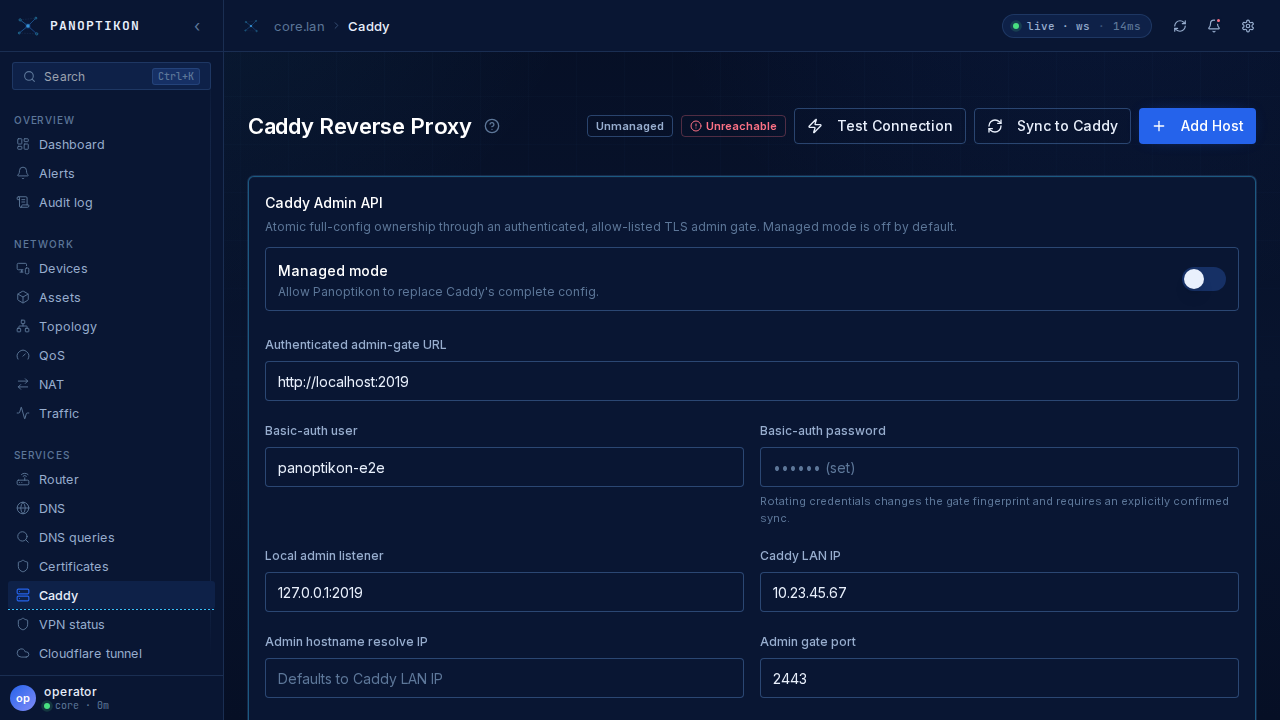 PANOPTIKON
core.lan
Caddy
live · ws · 14ms
Search
Ctrl+K
OVERVIEW
Dashboard
Alerts
Audit log
NETWORK
Devices
Assets
Topology
QoS
NAT
Traffic
SERVICES
Router
DNS
DNS queries
Certificates
Caddy
VPN status
Cloudflare tunnel
op
operator
core · 0m
Caddy Reverse Proxy
Unmanaged
Unreachable
Test Connection
Sync to Caddy
Add Host
Caddy Admin API
Atomic full-config ownership through an authenticated, allow-listed TLS admin gate. Managed mode is off by default.
Managed mode
Allow Panoptikon to replace Caddy's complete config.
Authenticated admin-gate URL
http://localhost:2019
Basic-auth user
panoptikon-e2e
Basic-auth password
•••••• (set)
Rotating credentials changes the gate fingerprint and requires an explicitly confirmed
sync.
Local admin listener
127.0.0.1:2019
Caddy LAN IP
10.23.45.67
Admin hostname resolve IP
Defaults to Caddy LAN IP
Admin gate port
2443